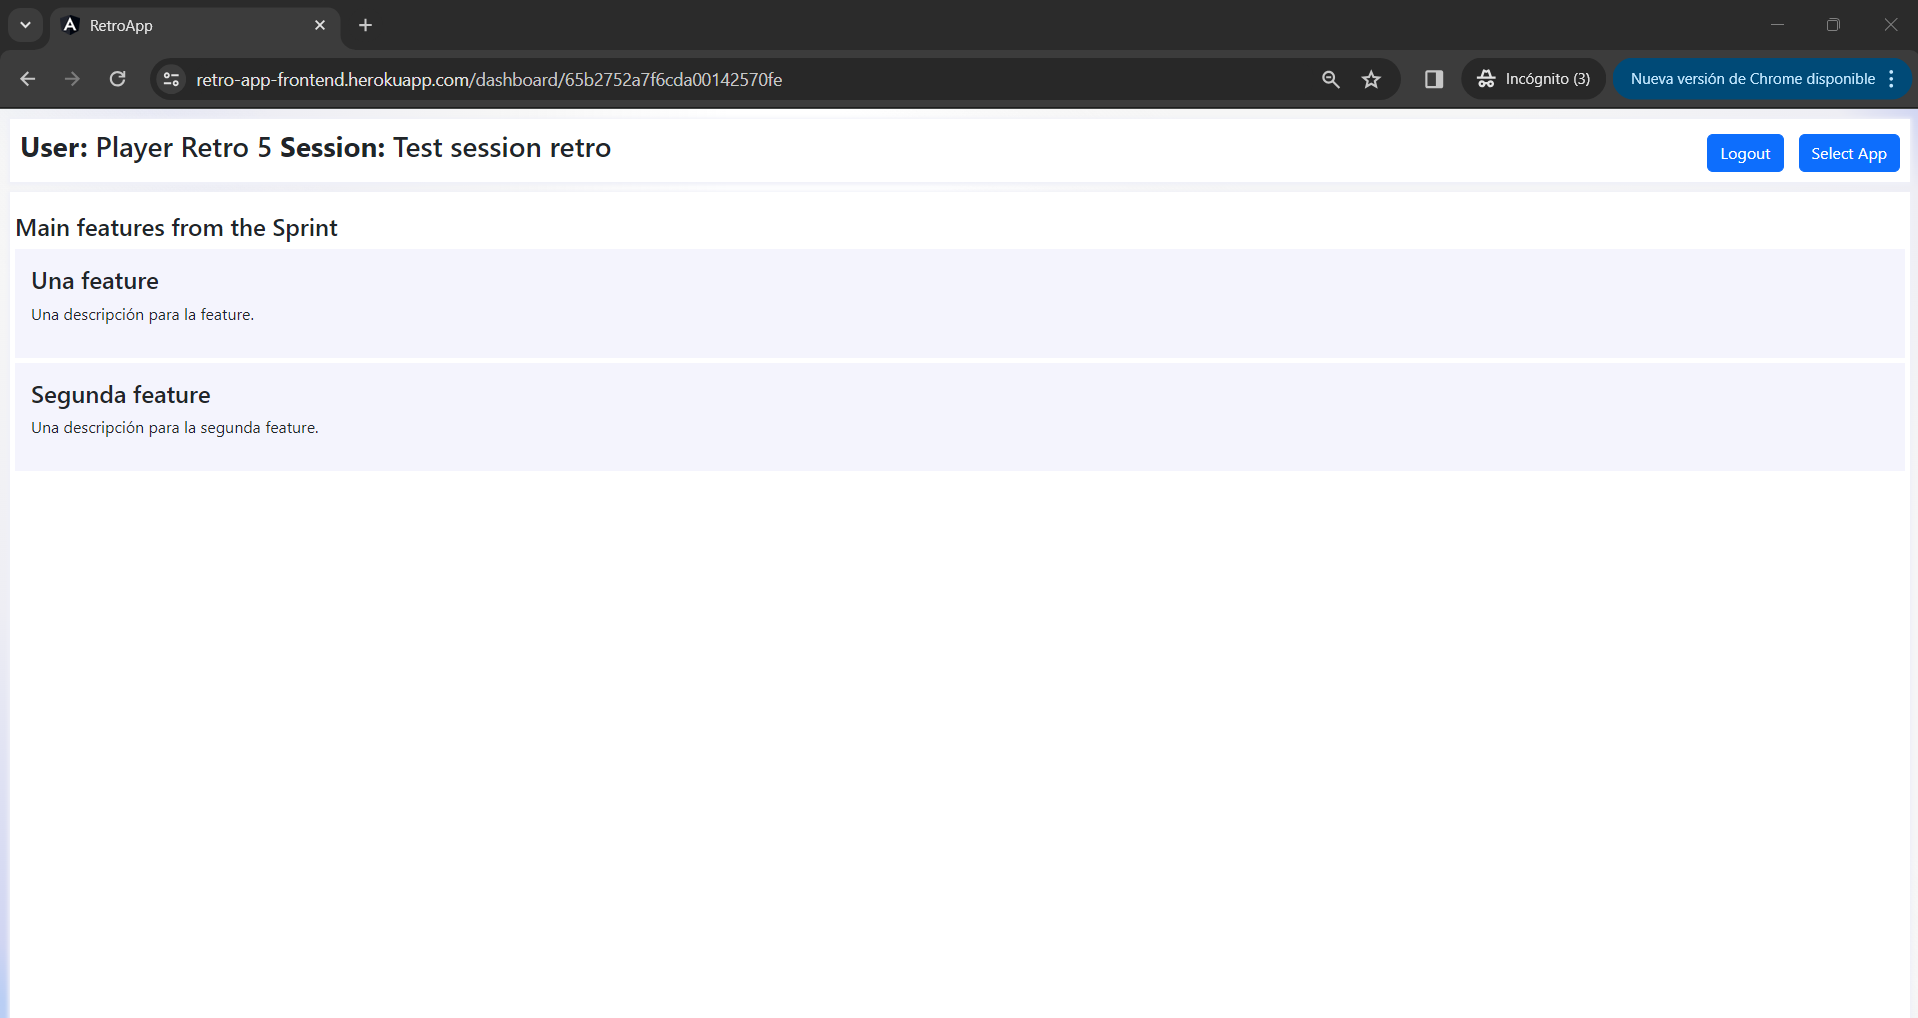 RetroApp
retro-app-frontend.herokuapp.com/dashboard/65b2752a7f6cda00142570fe
Incógnito (3)
Nueva versión de Chrome disponible
User: Player Retro 5 Session: Test session retro
Logout
Select App
Main features from the Sprint
Una feature
Una descripción para la feature.
Segunda feature
Una descripción para la segunda feature.